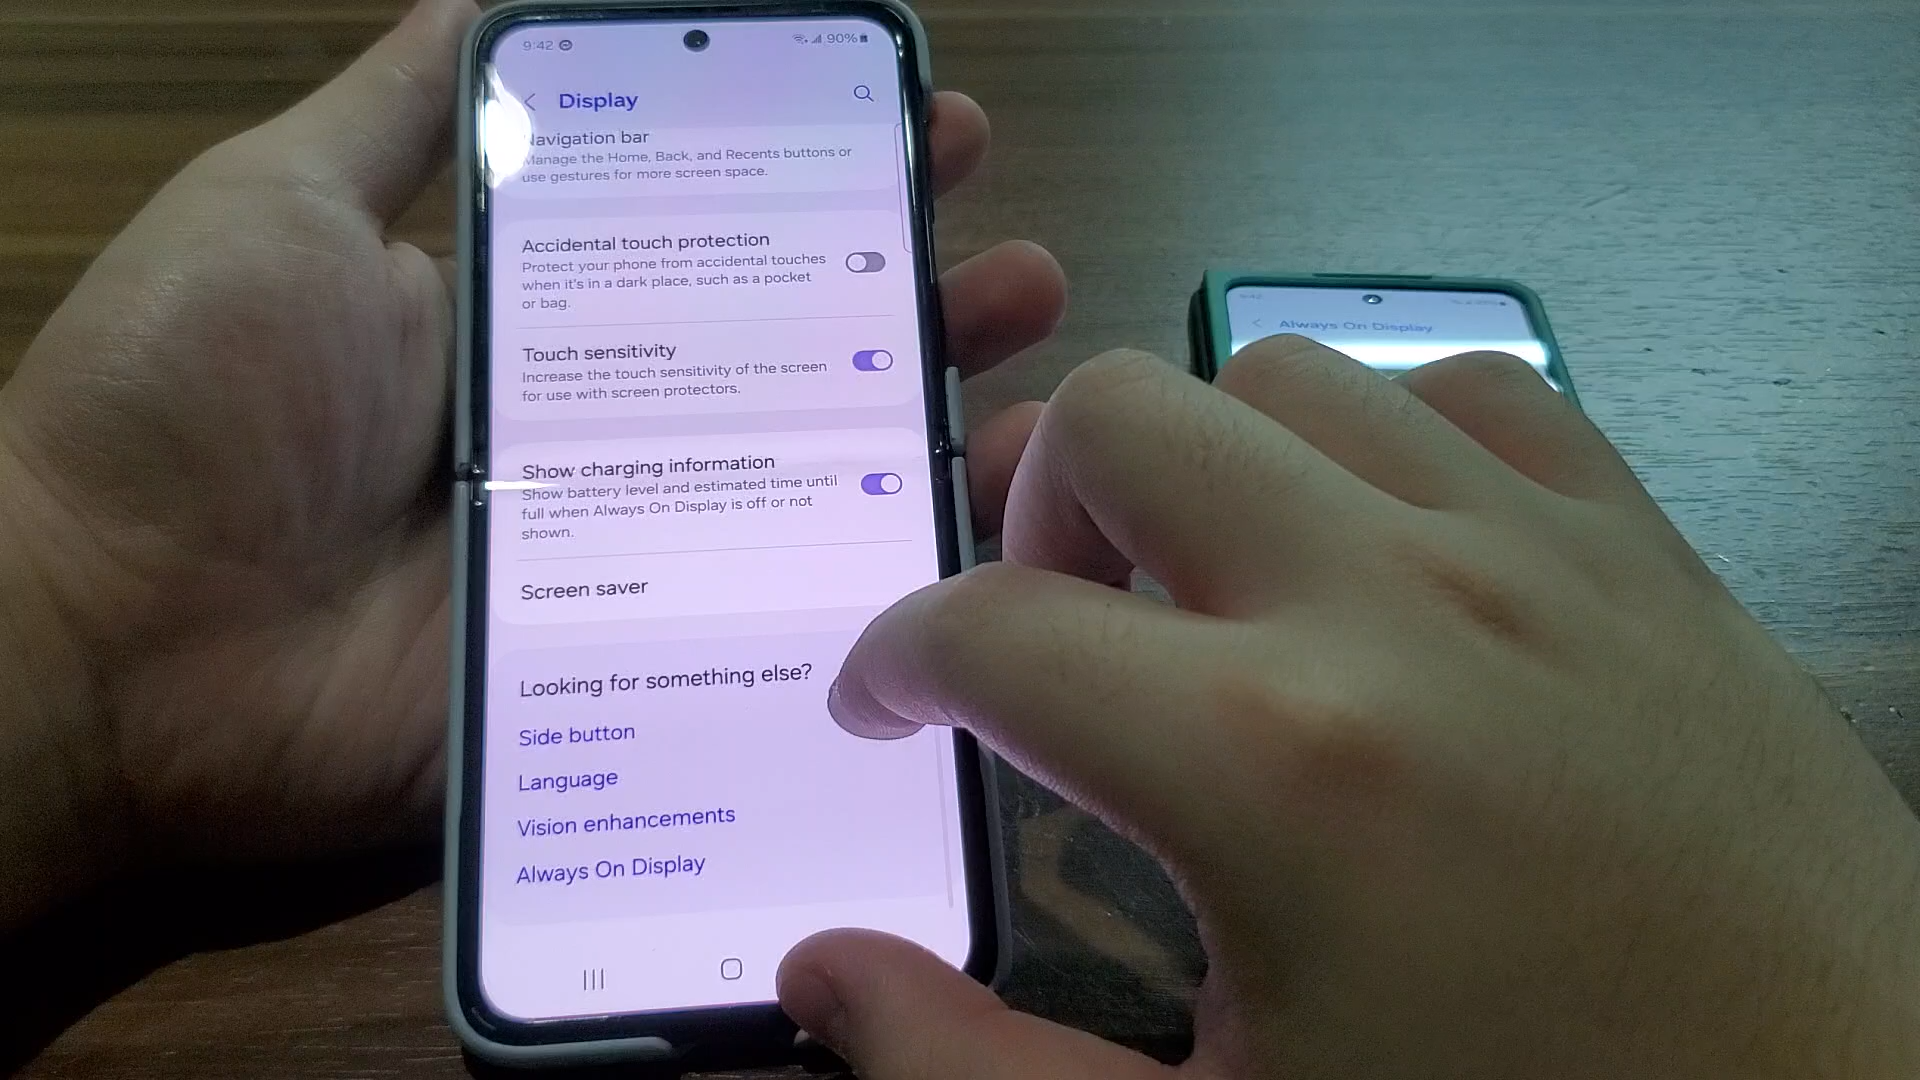 9:42
90%
Display
Navigation bar
Manage the Home, Back, and Recents buttons or
use gestures for more screen space.
Accidental touch protection
Protect your phone from accidental touches
when it's in a dark place, such as a pocket
or bag.
Touch sensitivity
Increase the touch sensitivity of the screen
for use with screen protectors.
Show charging information
Show battery level and estimated time until
full when Always On Display is off or not
shown.
Screen saver
Looking for something else?
Side button
Language
Vision enhancements
Always On Display
9:42
Always On Display